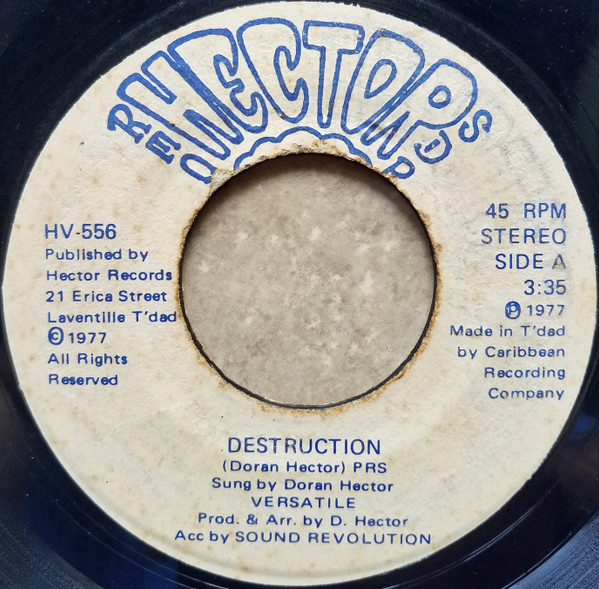 HECTOR
RECORDS
HV-556
Published by
Hector Records
21 Erica Street
Laventille T'dad
© 1977
All Rights
Reserved
45 RPM
STEREO
SIDE A
3:35
℗ 1977
Made in T'dad
by Caribbean
Recording
Company
DESTRUCTION
(Doran Hector) PRS
Sung by Doran Hector
VERSATILE
Prod. & Arr. by D. Hector
Acc by SOUND REVOLUTION